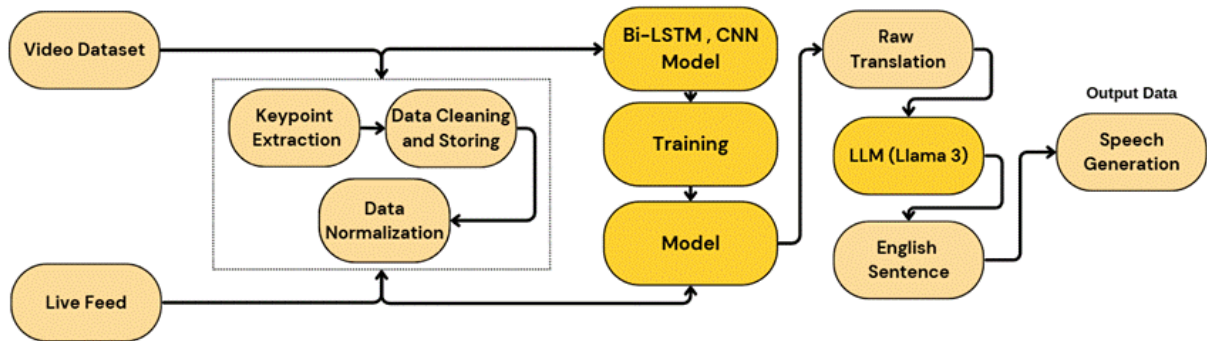 Video Dataset
Keypoint
Extraction
Data Cleaning
and Storing
Data
Normalization
Live Feed
Bi-LSTM , CNN
Model
Training
Model
Raw
Translation
LLM (Llama 3)
English
Sentence
Output Data
Speech
Generation